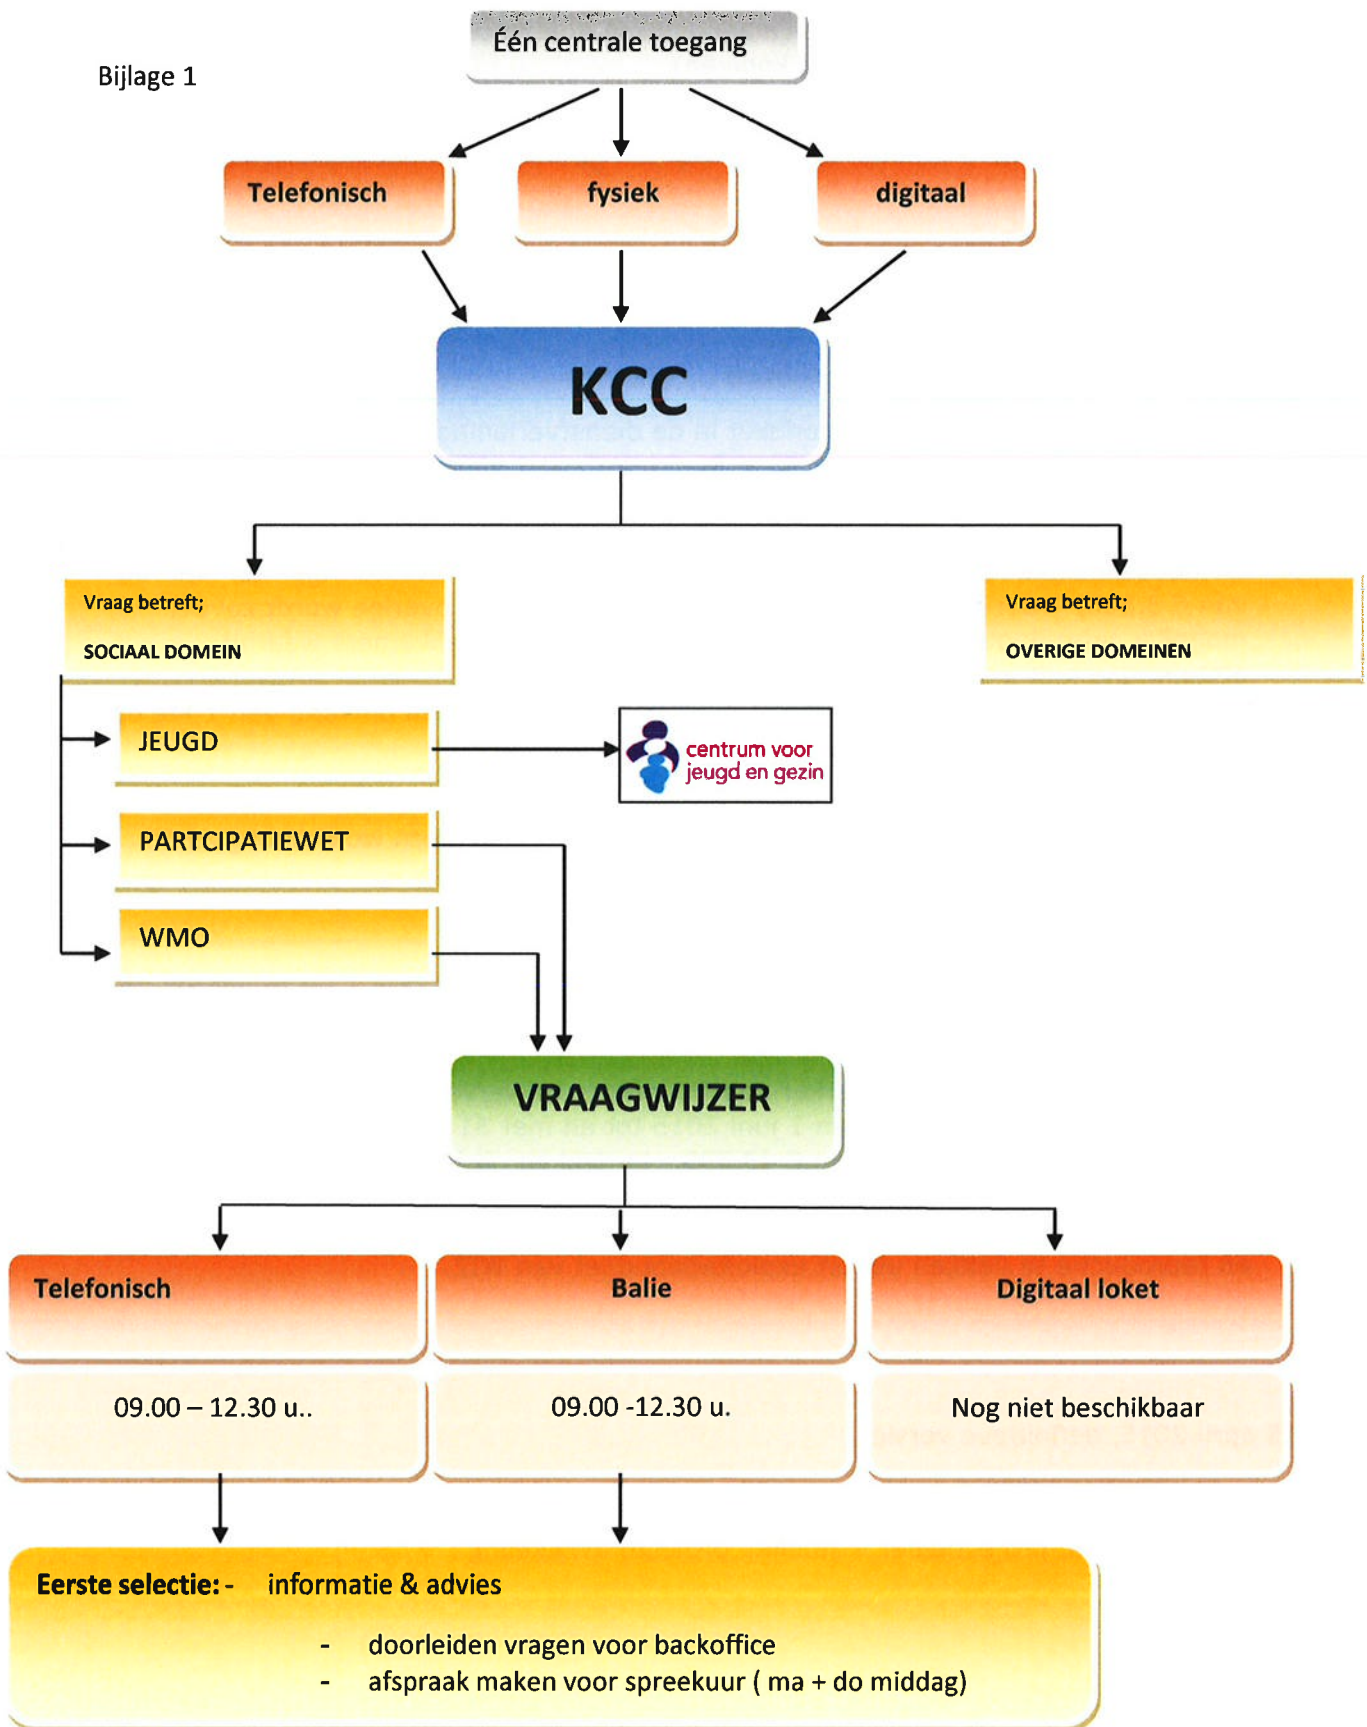 Één centrale toegang
Bijlage 1
Telefonisch
fysiek
digitaal
KCC
Vraag betreft;
SOCIAAL DOMEIN
Vraag betreft;
OVERIGE DOMEINEN
JEUGD
centrum voor
jeugd en gezin
PARTCIPATIEWET
WMO
VRAAGWIJZER
Telefonisch
Balie
Digitaal loket
09.00 – 12.30 u..
09.00 -12.30 u.
Nog niet beschikbaar
Eerste selectie: - informatie & advies
- doorleiden vragen voor backoffice
- afspraak maken voor spreekuur ( ma + do middag)